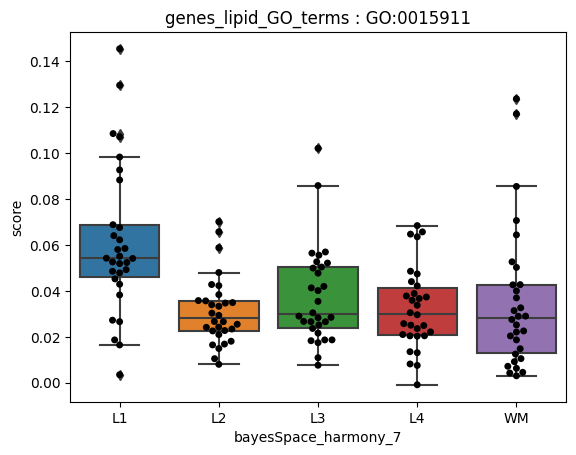 genes_lipid_GO_terms : GO:0015911
0.14
0.12
0.10
0.08
0.06
0.04
0.02
0.00
score
L1 L2 L3 L4 WM
bayesSpace_harmony_7